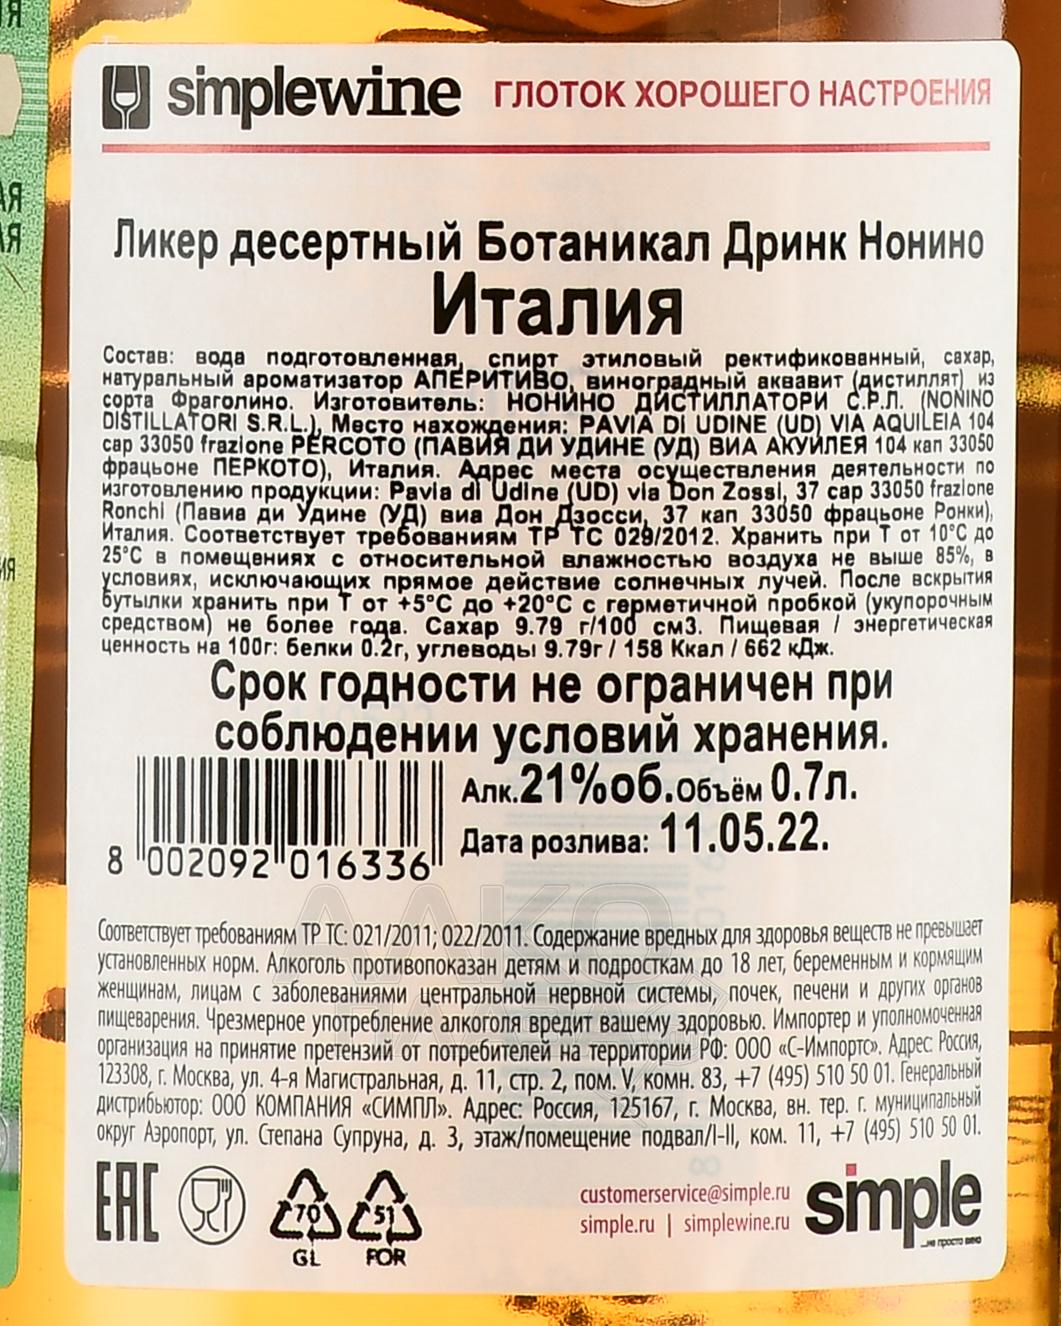 simplewine ГЛОТОК ХОРОШЕГО НАСТРОЕНИЯ
Ликер десертный Ботаникал Дринк Нонино
Италия
Состав: вода подготовленная, спирт этиловый ректификованный, сахар,
натуральный ароматизатор АПЕРИТИВО, виноградный аквавит (дистиллят) из
сорта Фраголино. Изготовитель: НОНИНО ДИСТИЛЛАТОРИ С.Р.Л. (NONINO
DISTILLATORI S.R.L.), Место нахождения: PAVIA DI UDINE (UD) VIA AQUILEIA 104
cap 33050 frazione PERCOTO (ПАВИЯ ДИ УДИНЕ (УД) ВИА АКУИЛЕЯ 104 кап 33050
фрацьоне ПЕРКОТО), Италия. Адрес места осуществления деятельности по
изготовлению продукции: Pavia di Udine (UD) via Don Zossi, 37 cap 33050 frazione
Ronchi (Павиа ди Удине (УД) виа Дон Дзосси, 37 кап 33050 фрацьоне Ронки),
Италия. Соответствует требованиям ТР ТС 029/2012. Хранить при Т от 10°С до
25°С в помещениях с относительной влажностью воздуха не выше 85%, в
условиях, исключающих прямое действие солнечных лучей. После вскрытия
бутылки хранить при Т от +5°С до +20°С с герметичной пробкой (укупорочным
средством) не более года. Сахар 9.79 г/100 см3. Пищевая / энергетическая
ценность на 100г: белки 0.2г, углеводы 9.79г / 158 Ккал / 662 кДж.
Срок годности не ограничен при
соблюдении условий хранения.
Алк.21%об.Объём 0.7л.
Дата розлива: 11.05.22.
8 002092 016336
Соответствует требованиям ТР ТС: 021/2011; 022/2011. Содержание вредных для здоровья веществ не превышает
установленных норм. Алкоголь противопоказан детям и подросткам до 18 лет, беременным и кормящим
женщинам, лицам с заболеваниями центральной нервной системы, почек, печени и других органов
пищеварения. Чрезмерное употребление алкоголя вредит вашему здоровью. Импортер и уполномоченная
организация на принятие претензий от потребителей на территории РФ: ООО «С-Импортс». Адрес: Россия,
123308, г. Москва, ул. 4-я Магистральная, д. 11, стр. 2, пом. V, комн. 83, +7 (495) 510 50 01. Генеральный
дистрибьютор: ООО КОМПАНИЯ «СИМПЛ». Адрес: Россия, 125167, г. Москва, вн. тер. г. муниципальный
округ Аэропорт, ул. Степана Супруна, д. 3, этаж/помещение подвал/I-II, ком. 11, +7 (495) 510 50 01.
EAC
70
GL
51
FOR
customerservice@simple.ru
simple.ru | simplewine.ru
simple
...не просто вино